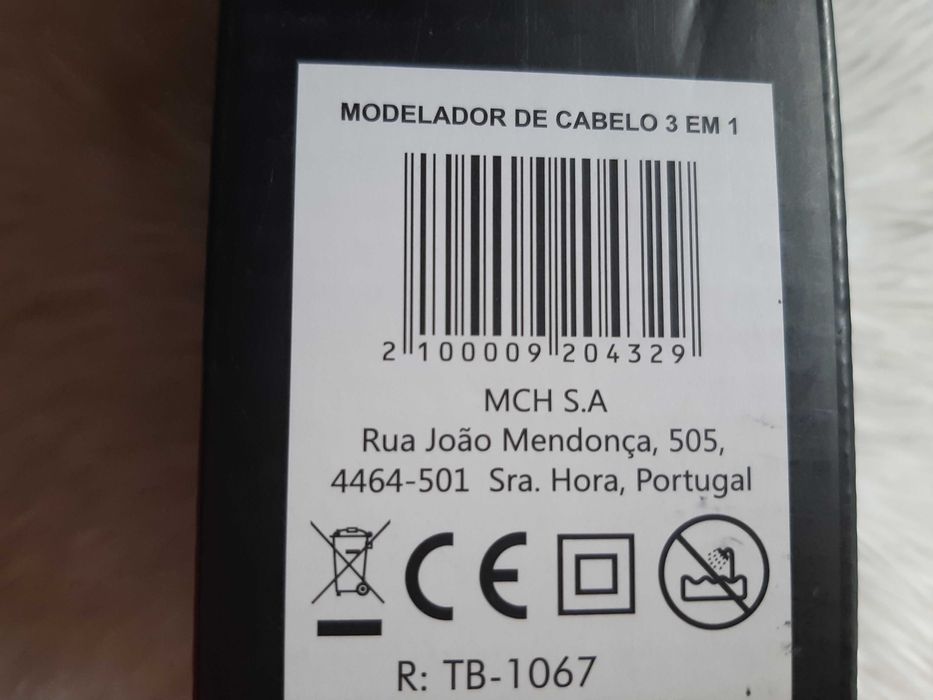 MODELADOR DE CABELO 3 EM 1
2 100009 204329
MCH S.A
Rua João Mendonça, 505,
4464-501 Sra. Hora, Portugal
CE
R: TB-1067